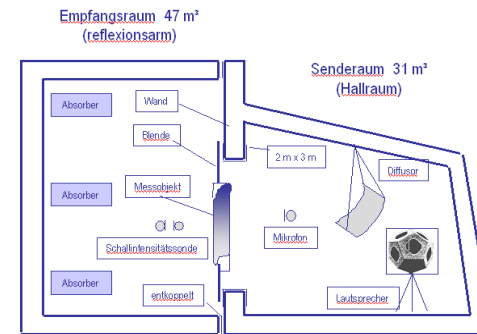 Empfangsraum 47 m³
(reflexionsarm)
Senderaum 31 m³
(Hallraum)
Absorber
Wand
Blende
2 m x 3 m
Diffusor
Absorber
Messobjekt
Mikrofon
Schallintensitätssonde
Absorber
entkoppelt
Lautsprecher